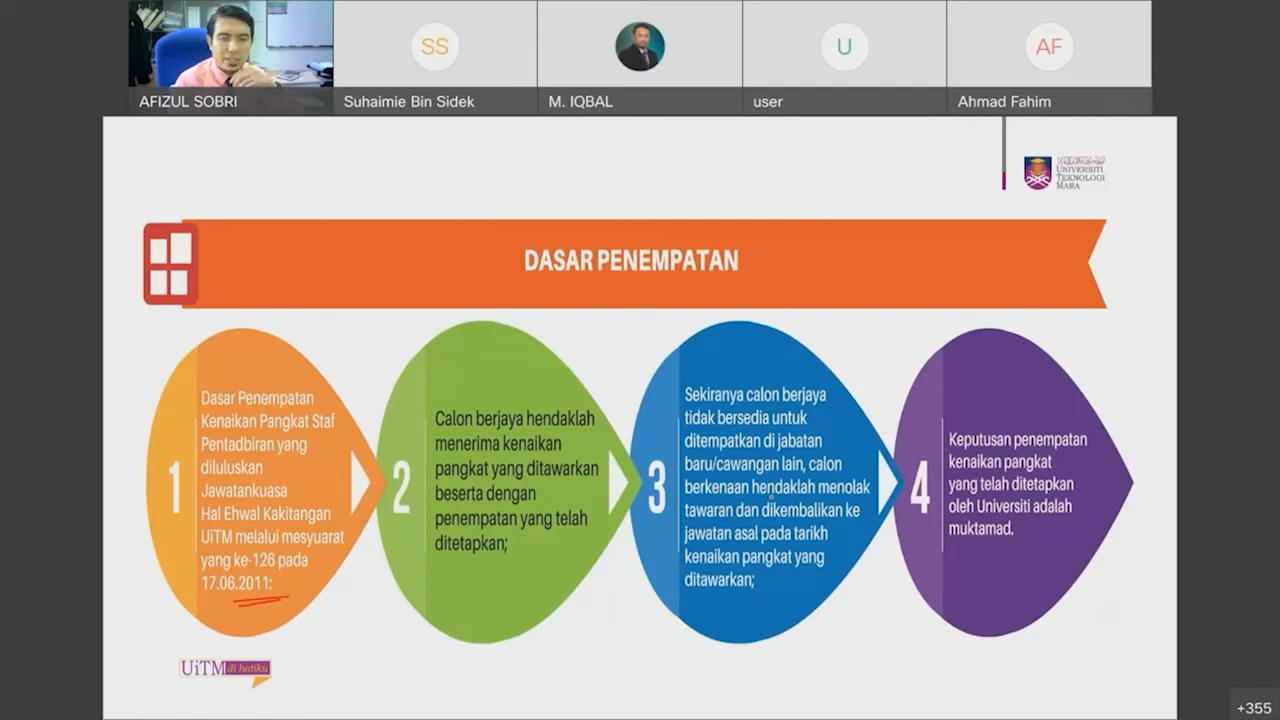 SS
U
AF
AFIZUL SOBRI
Suhaimie Bin Sidek
M. IQBAL
user
Ahmad Fahim
UNIVERSITI
TEKNOLOGI
MARA
DASAR PENEMPATAN
1
Dasar Penempatan
Kenaikan Pangkat Staf
Pentadbiran yang
diluluskan
Jawatankuasa
Hal Ehwal Kakitangan
UiTM melalui mesyuarat
yang ke-126 pada
17.06.2011:
2
Calon berjaya hendaklah
menerima kenaikan
pangkat yang ditawarkan
beserta dengan
penempatan yang telah
ditetapkan;
3
Sekiranya calon berjaya
tidak bersedia untuk
ditempatkan di jabatan
baru/cawangan lain, calon
berkenaan hendaklah menolak
tawaran dan dikembalikan ke
jawatan asal pada tarikh
kenaikan pangkat yang
ditawarkan;
4
Keputusan penempatan
kenaikan pangkat
yang telah ditetapkan
oleh Universiti adalah
muktamad.
UiTM di hatiku
+355